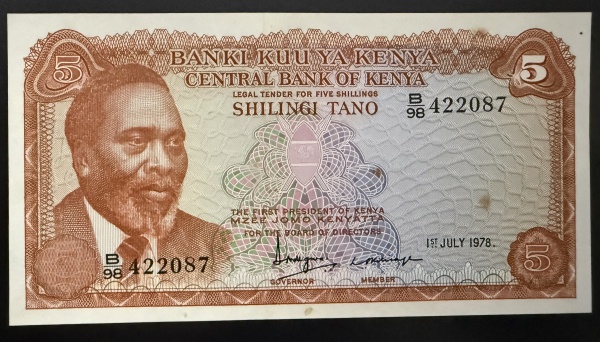 BANKI KUU YA KENYA
CENTRAL BANK OF KENYA
LEGAL TENDER FOR FIVE SHILLINGS
SHILINGI TANO
5
5
B/98 422087
THE FIRST PRESIDENT OF KENYA
MZEE JOMO KENYATTA
FOR THE BOARD OF DIRECTORS
1ST JULY 1978.
B/98 422087
GOVERNOR MEMBER
5
5